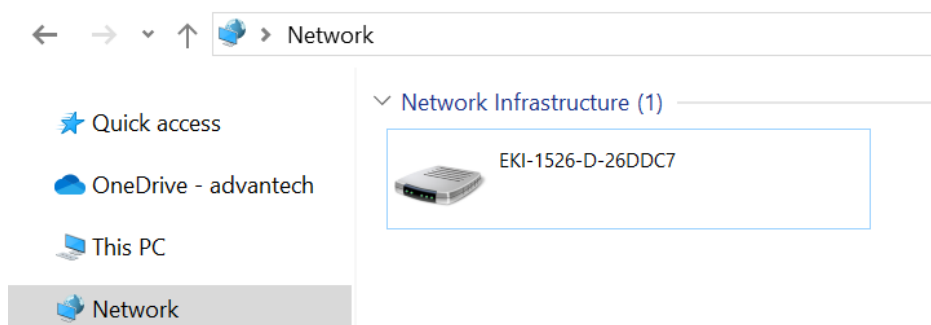 Network
Network Infrastructure (1)
Quick access
EKI-1526-D-26DDC7
OneDrive - advantech
This PC
Network